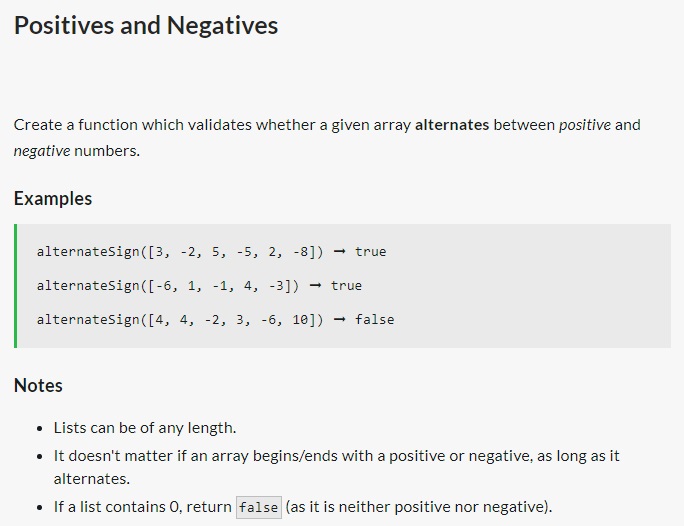 Positives and Negatives
Create a function which validates whether a given array alternates between positive and
negative numbers.
Examples
alternateSign([3, -2, 5, -5, 2, -8]) ➞ true
alternateSign([-6, 1, -1, 4, -3]) ➞ true
alternateSign([4, 4, -2, 3, -6, 10]) ➞ false
Notes
• Lists can be of any length.
• It doesn't matter if an array begins/ends with a positive or negative, as long as it
alternates.
• If a list contains 0, return false (as it is neither positive nor negative).